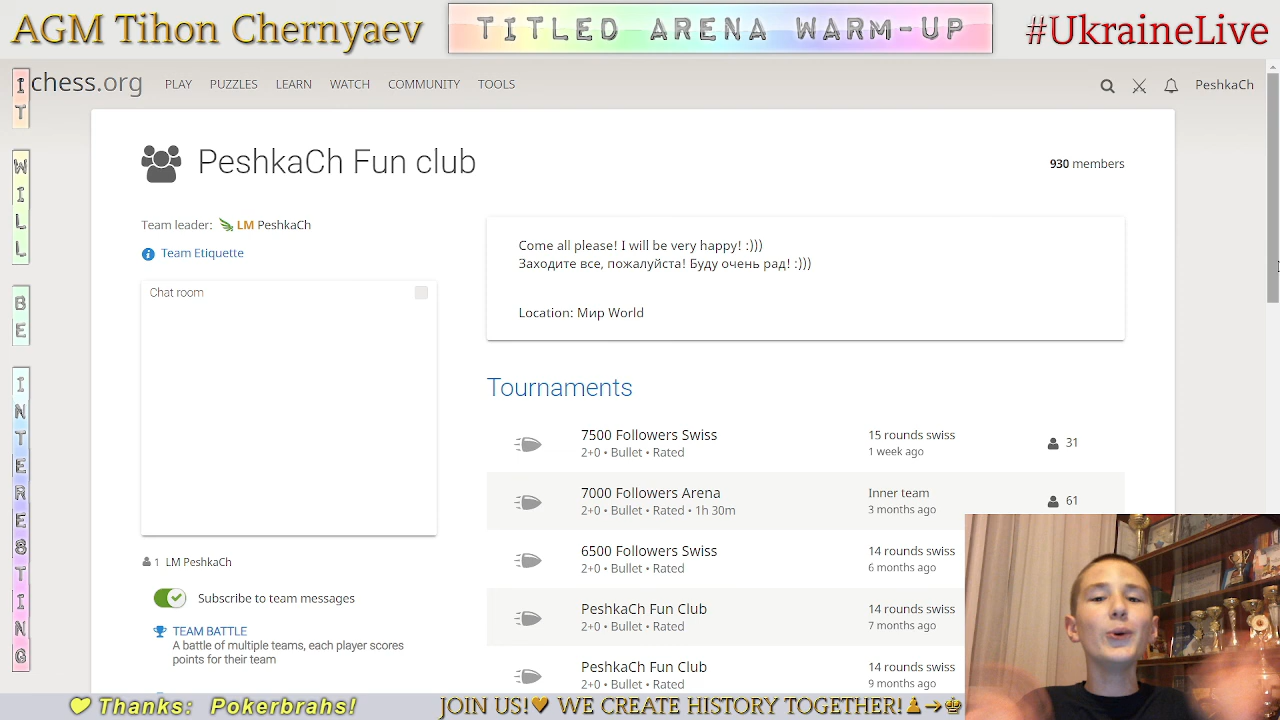 AGM Tihon Chernyaev
TITLED ARENA WARM-UP
#UkraineLive
IT WILL BE INTERESTING
chess.org
PLAY PUZZLES LEARN WATCH COMMUNITY TOOLS
PeshkaCh
PeshkaCh Fun club
930 members
Team leader: LM PeshkaCh
Team Etiquette
Come all please! I will be very happy! :)))
Заходите все, пожалуйста! Буду очень рад! :)))
Location: Мир World
Chat room
1 LM PeshkaCh
Subscribe to team messages
TEAM BATTLE
A battle of multiple teams, each player scores
points for their team
Tournaments
7500 Followers Swiss 15 rounds swiss 31
2+0 • Bullet • Rated 1 week ago
7000 Followers Arena Inner team 61
2+0 • Bullet • Rated • 1h 30m 3 months ago
6500 Followers Swiss 14 rounds swiss
2+0 • Bullet • Rated 6 months ago
PeshkaCh Fun Club 14 rounds swiss
2+0 • Bullet • Rated 7 months ago
PeshkaCh Fun Club 14 rounds swiss
2+0 • Bullet • Rated 9 months ago
Thanks: Pokerbrahs!
JOIN US!♥ WE CREATE HISTORY TOGETHER!♟→♚